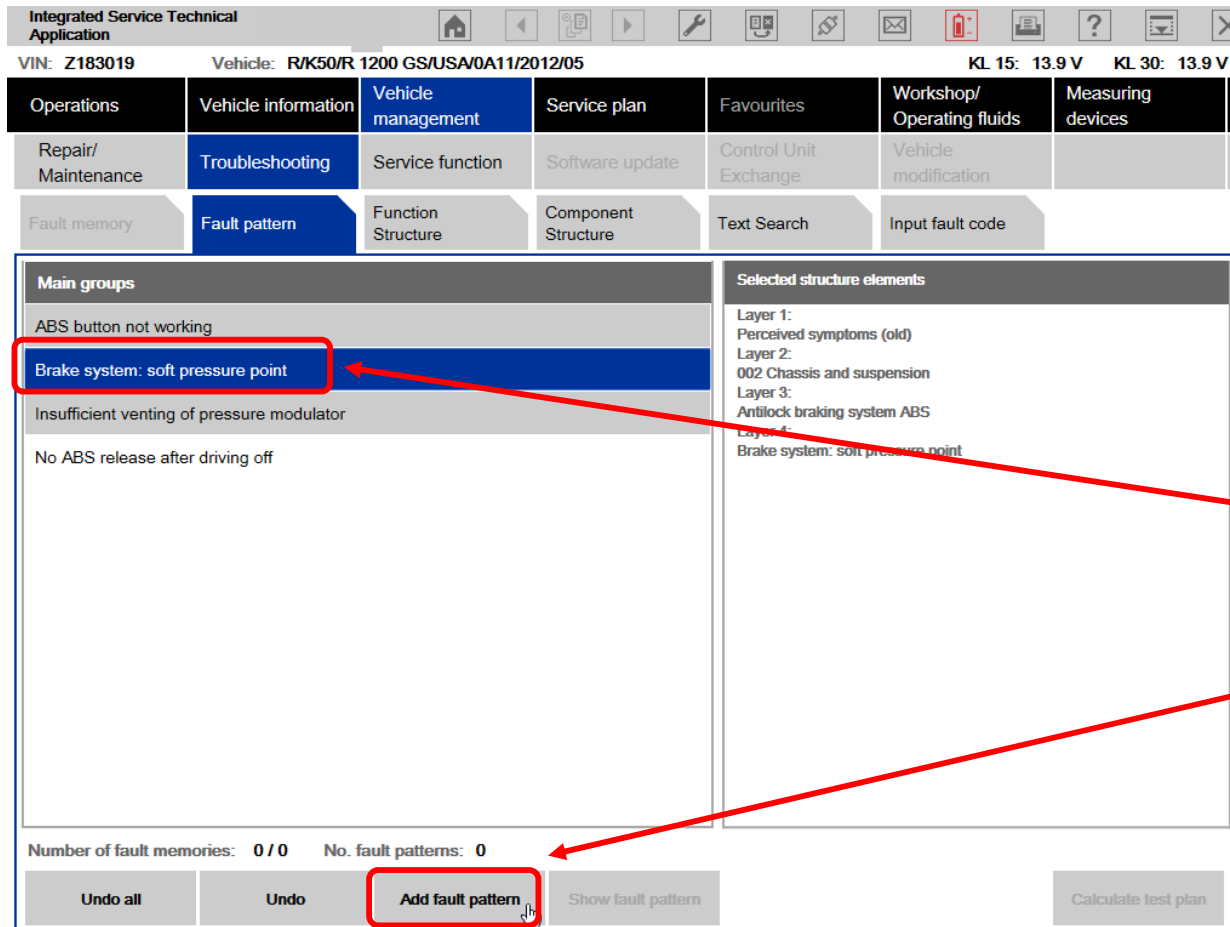 Integrated Service Technical
Application
VIN: Z183019 Vehicle: R/K50/R 1200 GS/USA/0A11/2012/05 KL 15: 13.9 V KL 30: 13.9 V
Operations
Vehicle information
Vehicle
management
Service plan
Favourites
Workshop/
Operating fluids
Measuring
devices
Repair/
Maintenance
Troubleshooting
Service function
Software update
Control Unit
Exchange
Vehicle
modification
Fault memory
Fault pattern
Function
Structure
Component
Structure
Text Search
Input fault code
Main groups
ABS button not working
Brake system: soft pressure point
Insufficient venting of pressure modulator
No ABS release after driving off
Selected structure elements
Layer 1:
Perceived symptoms (old)
Layer 2:
002 Chassis and suspension
Layer 3:
Antilock braking system ABS
Layer 4:
Brake system: soft pressure point
Number of fault memories: 0 / 0 No. fault patterns: 0
Undo all
Undo
Add fault pattern
Show fault pattern
Calculate test plan